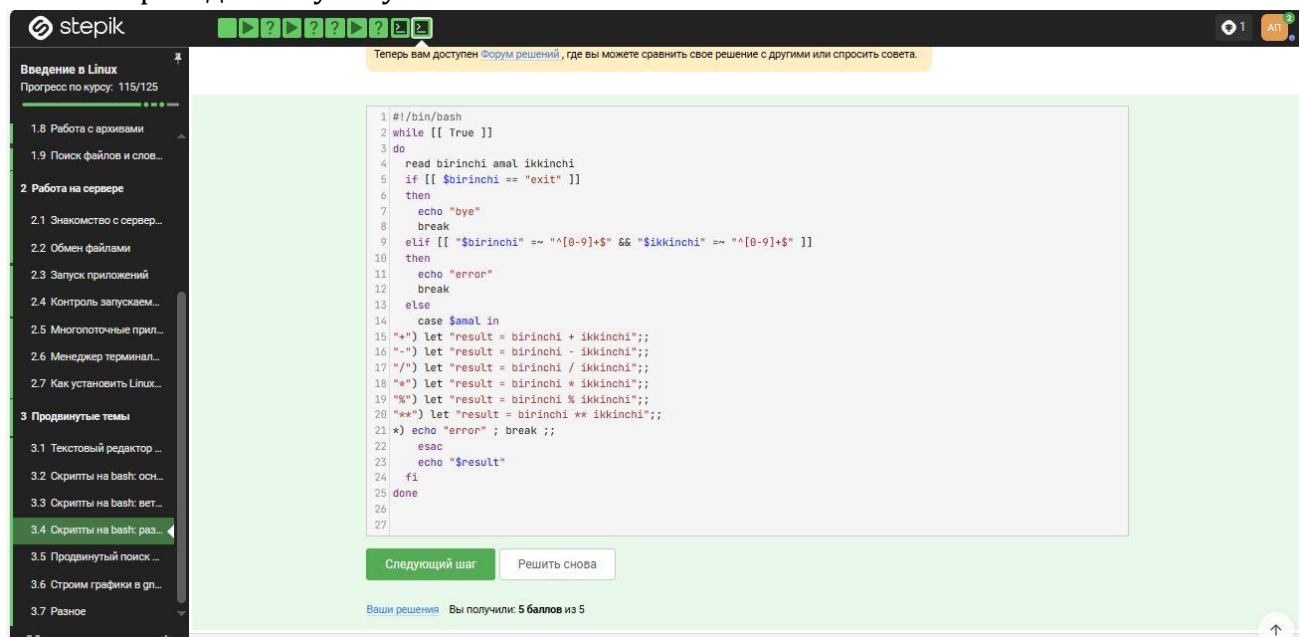 stepik
1
АП
2
Введение в Linux
Прогресс по курсу: 115/125
1.8 Работа с архивами
1.9 Поиск файлов и слов...
2 Работа на сервере
2.1 Знакомство с сервер...
2.2 Обмен файлами
2.3 Запуск приложений
2.4 Контроль запускаем...
2.5 Многопоточные прил...
2.6 Менеджер терминал...
2.7 Как установить Linux...
3 Продвинутые темы
3.1 Текстовый редактор ...
3.2 Скрипты на bash: осн...
3.3 Скрипты на bash: вет...
3.4 Скрипты на bash: раз...
3.5 Продвинутый поиск ...
3.6 Строим графики в gn...
3.7 Разное
Теперь вам доступен Форум решений , где вы можете сравнить свое решение с другими или спросить совета.
1 #!/bin/bash
2 while [[ True ]]
3 do
4   read birinchi amal ikkinchi
5   if [[ $birinchi == "exit" ]]
6   then
7     echo "bye"
8     break
9   elif [[ "$birinchi" =~ "^[0-9]+$" && "$ikkinchi" =~ "^[0-9]+$" ]]
10   then
11     echo "error"
12     break
13   else
14     case $amal in
15 "+") let "result = birinchi + ikkinchi";;
16 "-") let "result = birinchi - ikkinchi";;
17 "/") let "result = birinchi / ikkinchi";;
18 "*") let "result = birinchi * ikkinchi";;
19 "%") let "result = birinchi % ikkinchi";;
20 "**") let "result = birinchi ** ikkinchi";;
21 *) echo "error" ; break ;;
22     esac
23     echo "$result"
24   fi
25 done
26
27
Следующий шаг
Решить снова
Ваши решения Вы получили: 5 баллов из 5